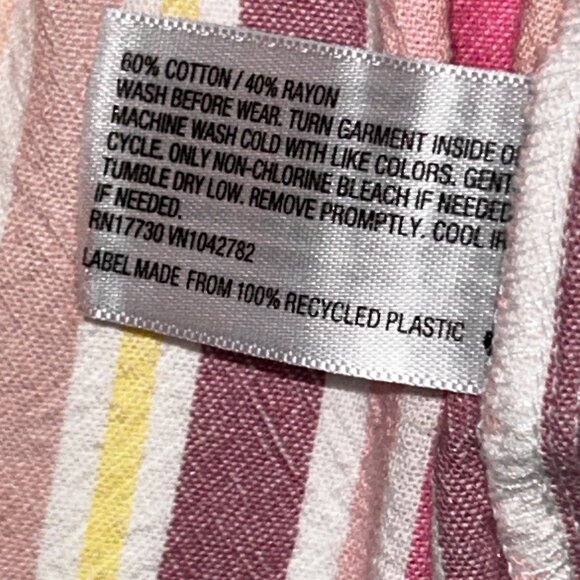 60% COTTON / 40% RAYON
WASH BEFORE WEAR. TURN GARMENT INSIDE
MACHINE WASH COLD WITH LIKE COLORS.
CYCLE. ONLY NON-CHLORINE BLEACH IF NEEDED
TUMBLE DRY LOW. REMOVE PROMPTLY. COOL
IF NEEDED.
RN17730 VN1042782
LABEL MADE FROM 100% RECYCLED PLASTIC